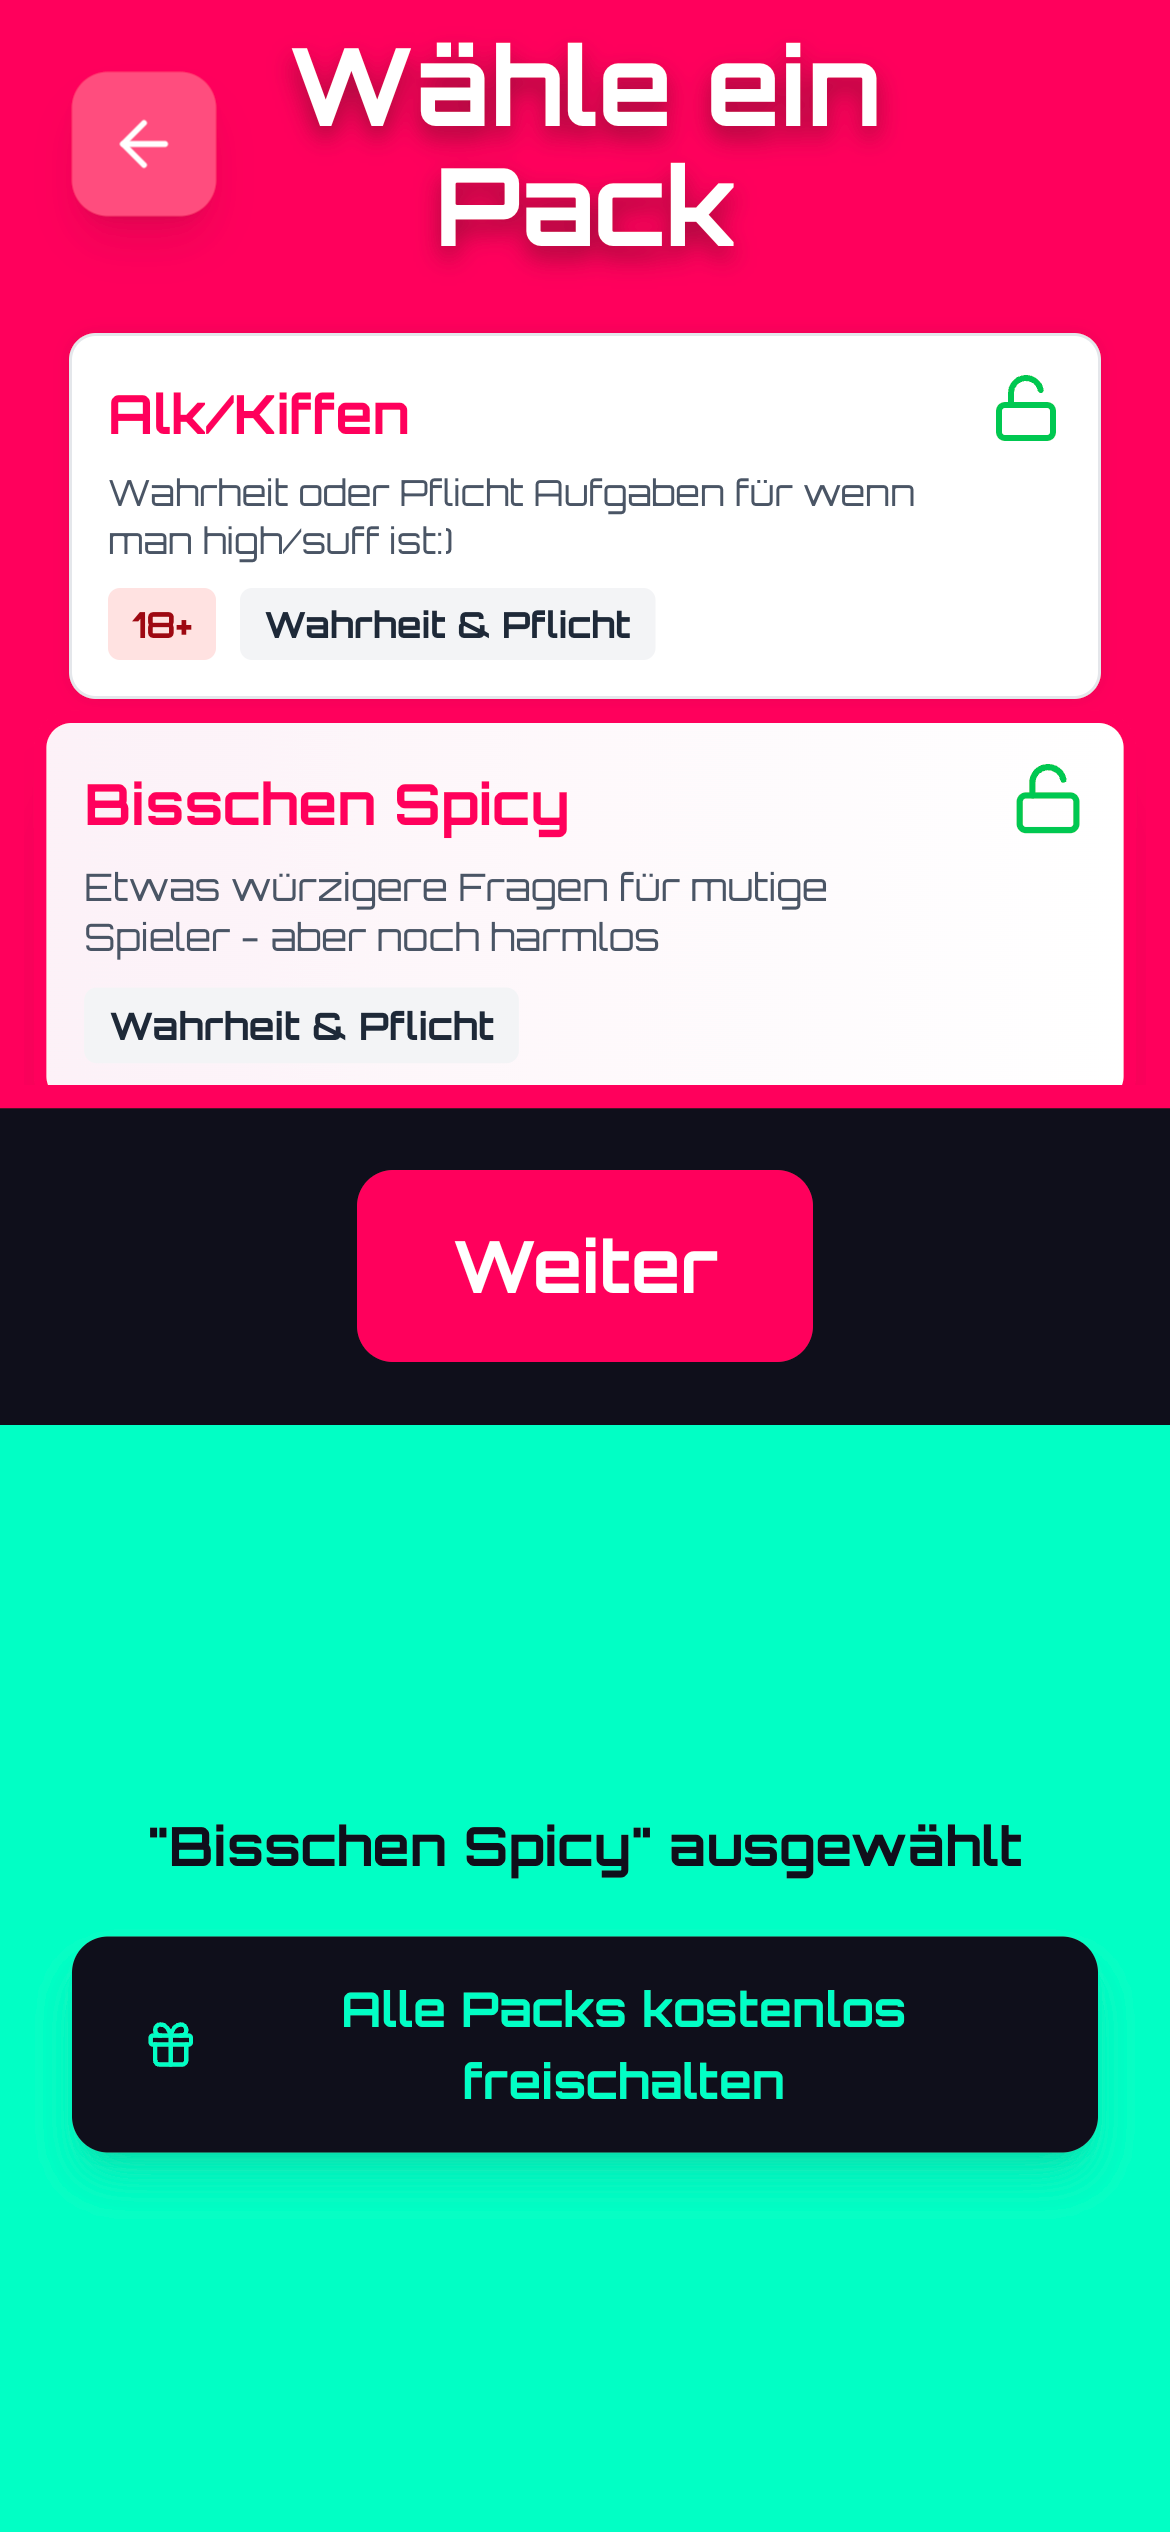 Wähle ein
Pack
Alk/Kiffen
Wahrheit oder Pflicht Aufgaben für wenn
man high/suff ist:)
18+
Wahrheit & Pflicht
Bisschen Spicy
Etwas würzigere Fragen für mutige
Spieler - aber noch harmlos
Wahrheit & Pflicht
Weiter
"Bisschen Spicy" ausgewählt
Alle Packs kostenlos
freischalten